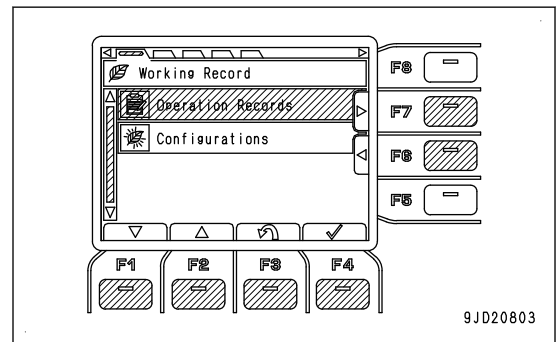 Working Record
F8
Operation Records
F7
Configurations
F6
F5
F1 F2 F3 F4
9JD20803